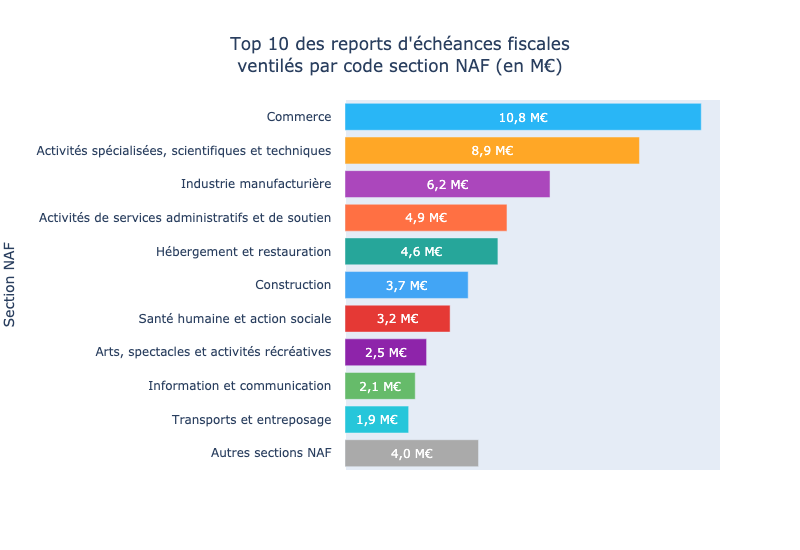 Top 10 des reports d'échéances fiscales
ventilés par code section NAF (en M€)
Section NAF
Commerce 10,8 M€
Activités spécialisées, scientifiques et techniques 8,9 M€
Industrie manufacturière 6,2 M€
Activités de services administratifs et de soutien 4,9 M€
Hébergement et restauration 4,6 M€
Construction 3,7 M€
Santé humaine et action sociale 3,2 M€
Arts, spectacles et activités récréatives 2,5 M€
Information et communication 2,1 M€
Transports et entreposage 1,9 M€
Autres sections NAF 4,0 M€